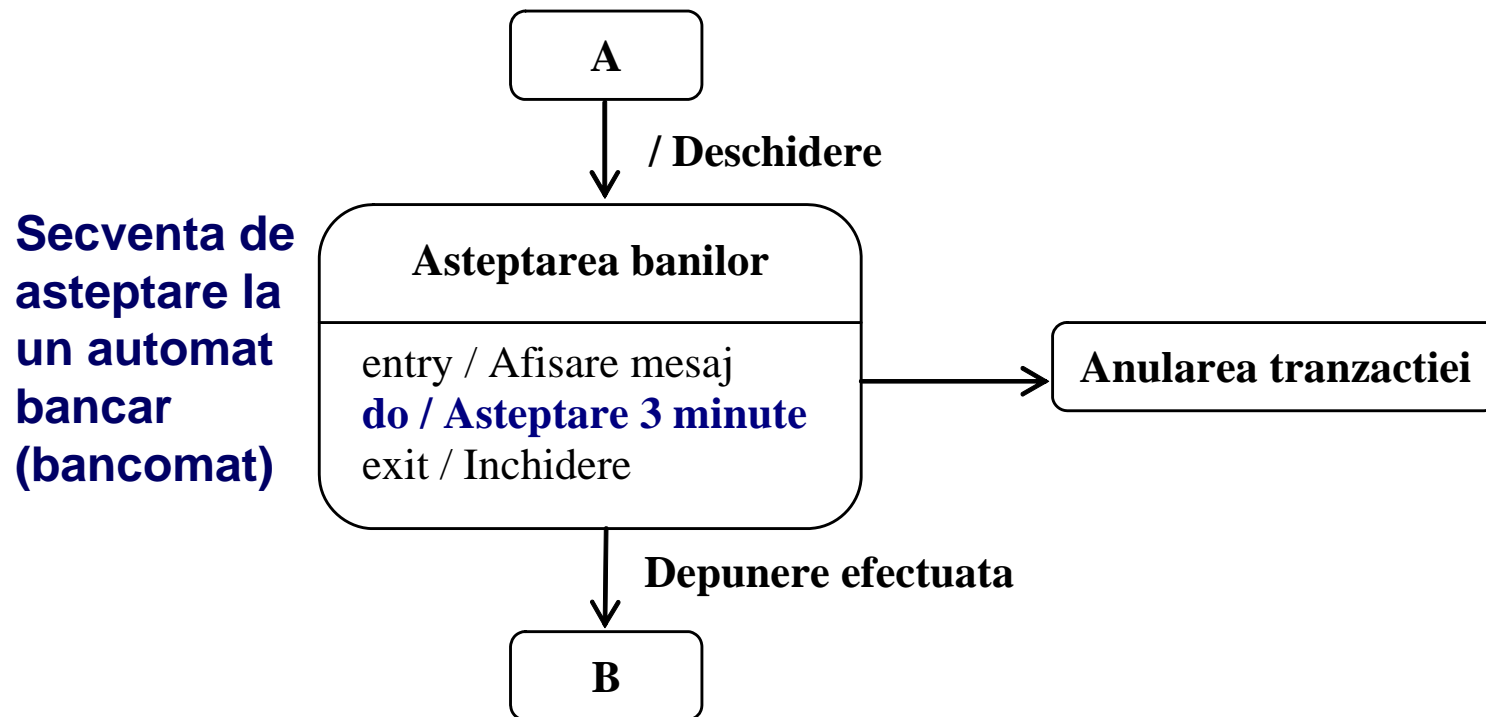 A
/ Deschidere
Secventa de
asteptare la
un automat
bancar
(bancomat)
Asteptarea banilor
entry / Afisare mesaj
do / Asteptare 3 minute
exit / Inchidere
Anularea tranzactiei
Depunere efectuata
B